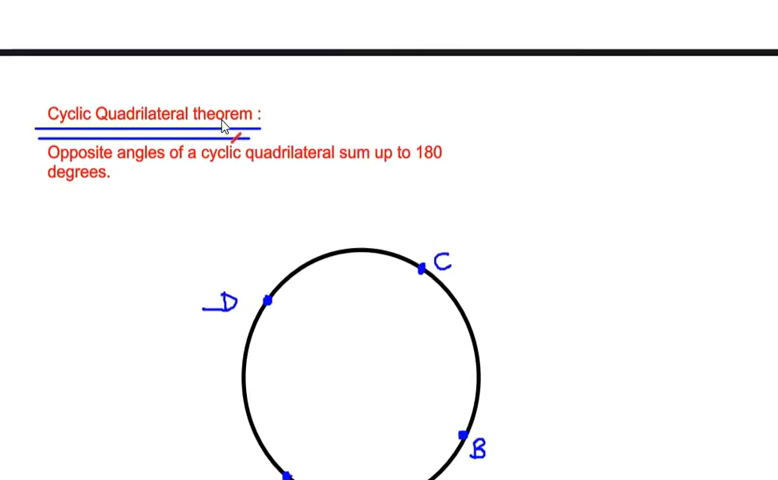 Cyclic Quadrilateral theorem :
Opposite angles of a cyclic quadrilateral sum up to 180
degrees.
C
D
B